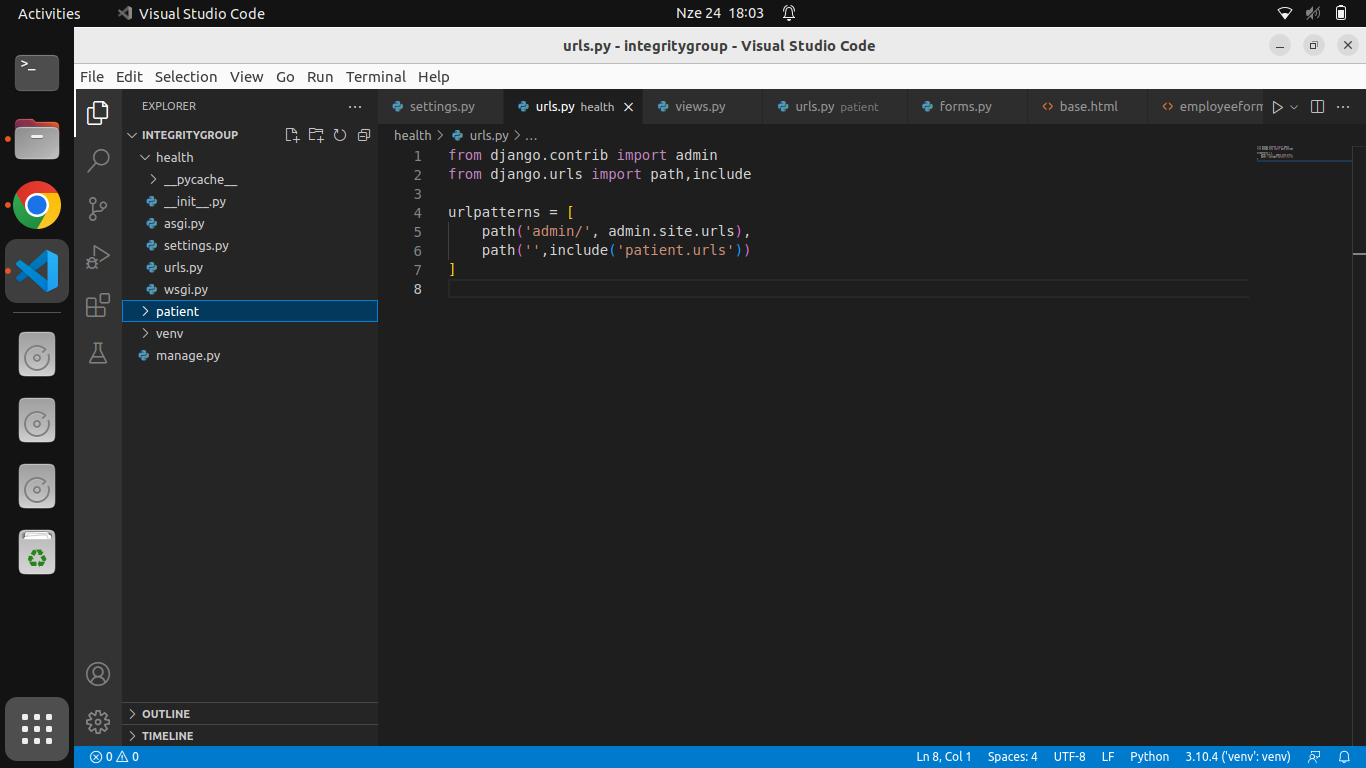 Activities
Visual Studio Code
Nze 24 18:03
urls.py - integritygroup - Visual Studio Code
File Edit Selection View Go Run Terminal Help
EXPLORER
INTEGRITYGROUP
health
__pycache__
__init__.py
asgi.py
settings.py
urls.py
wsgi.py
patient
venv
manage.py
OUTLINE
TIMELINE
settings.py
urls.py health
views.py
urls.py patient
forms.py
base.html
employeeform
health > urls.py > ...
1 from django.contrib import admin
2 from django.urls import path,include
3
4 urlpatterns = [
5     path('admin/', admin.site.urls),
6     path('',include('patient.urls'))
7 ]
8
0 0
Ln 8, Col 1
Spaces: 4
UTF-8
LF
Python
3.10.4 ('venv': venv)